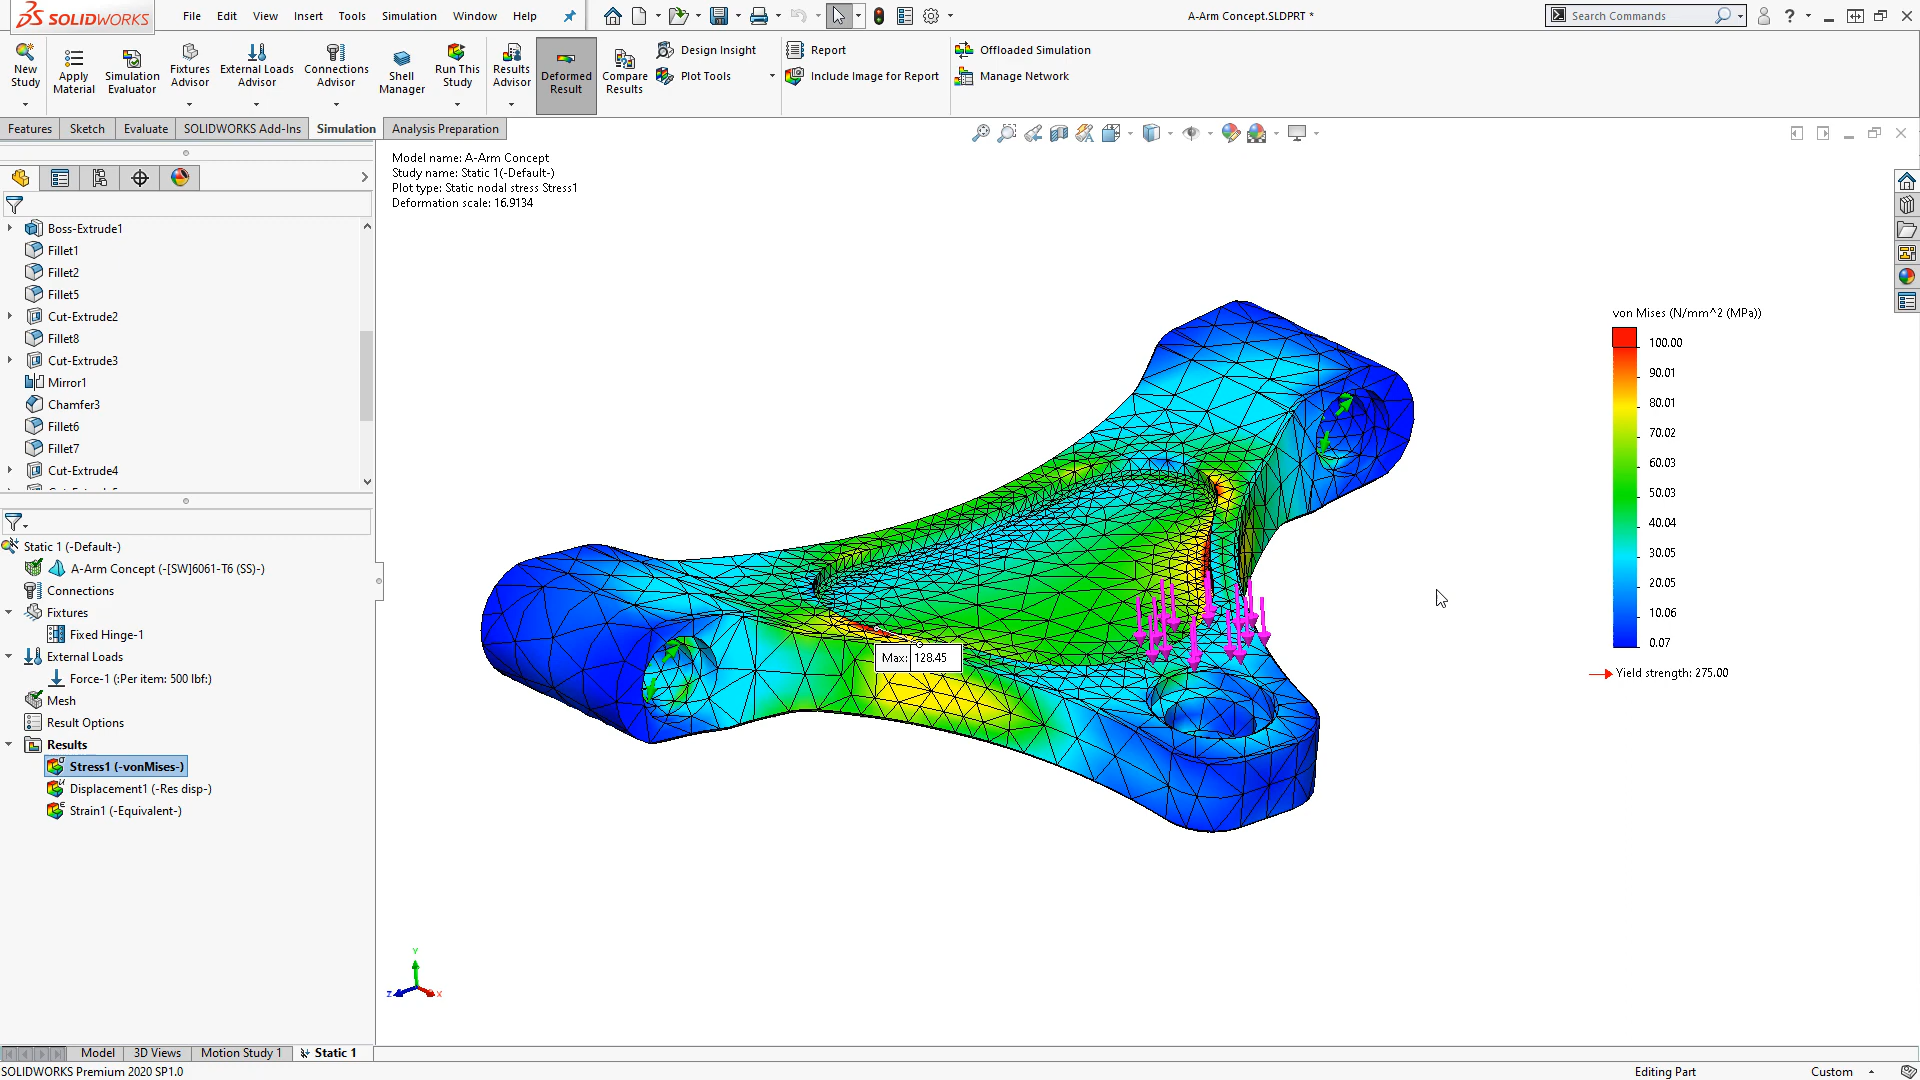 SOLIDWORKS
File Edit View Insert Tools Simulation Window Help
A-Arm Concept.SLDPRT *
Search Commands
New Study
Apply Material
Simulation Evaluator
Fixtures Advisor
External Loads Advisor
Connections Advisor
Shell Manager
Run This Study
Results Advisor
Deformed Result
Compare Results
Design Insight
Plot Tools
Report
Include Image for Report
Offloaded Simulation
Manage Network
Features Sketch Evaluate SOLIDWORKS Add-Ins Simulation Analysis Preparation
Boss-Extrude1
Fillet1
Fillet2
Fillet5
Cut-Extrude2
Fillet8
Cut-Extrude3
Mirror1
Chamfer3
Fillet6
Fillet7
Cut-Extrude4
Static 1 (-Default-)
A-Arm Concept (-[SW]6061-T6 (SS)-)
Connections
Fixtures
Fixed Hinge-1
External Loads
Force-1 (:Per item: 500 lbf:)
Mesh
Result Options
Results
Stress1 (-vonMises-)
Displacement1 (-Res disp-)
Strain1 (-Equivalent-)
Model name: A-Arm Concept
Study name: Static 1(-Default-)
Plot type: Static nodal stress Stress1
Deformation scale: 16.9134
Max: 128.45
von Mises (N/mm^2 (MPa))
100.00
90.01
80.01
70.02
60.03
50.03
40.04
30.05
20.05
10.06
0.07
Yield strength: 275.00
Y
Z
X
Model 3D Views Motion Study 1 Static 1
SOLIDWORKS Premium 2020 SP1.0
Editing Part
Custom